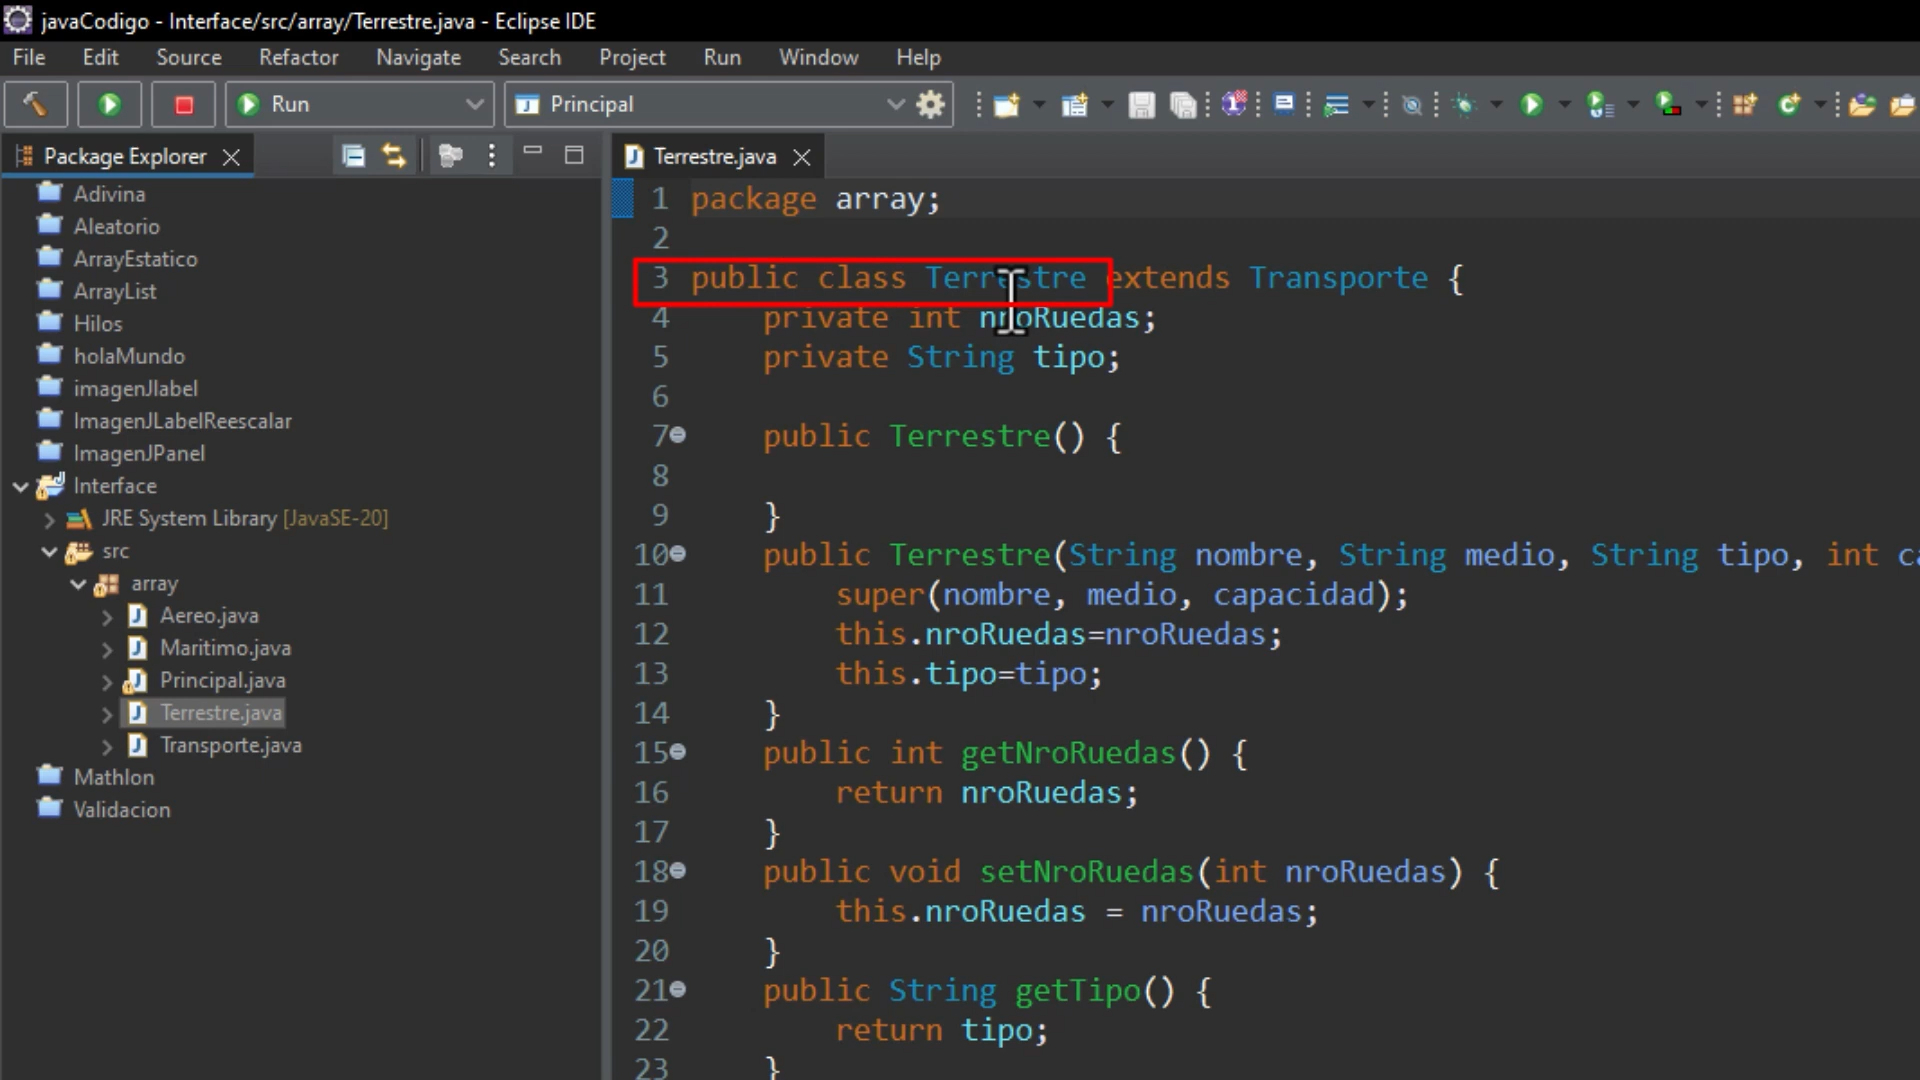 javaCodigo - Interface/src/array/Terrestre.java - Eclipse IDE
File Edit Source Refactor Navigate Search Project Run Window Help
Run Principal
Package Explorer
Adivina
Aleatorio
ArrayEstatico
ArrayList
Hilos
holaMundo
imagenJlabel
ImagenJLabelReescalar
ImagenJPanel
Interface
JRE System Library [JavaSE-20]
src
array
Aereo.java
Maritimo.java
Principal.java
Terrestre.java
Transporte.java
Mathlon
Validacion
Terrestre.java
1 package array;
2
3 public class Terrestre extends Transporte {
4 private int nroRuedas;
5 private String tipo;
6
7 public Terrestre() {
8
9 }
10 public Terrestre(String nombre, String medio, String tipo, int
11 super(nombre, medio, capacidad);
12 this.nroRuedas=nroRuedas;
13 this.tipo=tipo;
14 }
15 public int getNroRuedas() {
16 return nroRuedas;
17 }
18 public void setNroRuedas(int nroRuedas) {
19 this.nroRuedas = nroRuedas;
20 }
21 public String getTipo() {
22 return tipo;
23 }